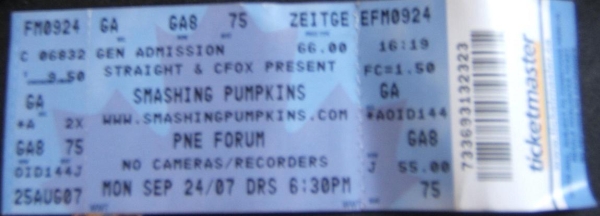 FM0924 GA GA8 75 ZEITGE EFM0924
C 06832 GEN ADMISSION 66.00 16:19
9.50 STRAIGHT & CFOX PRESENT FC=1.50
GA SMASHING PUMPKINS GA
*A 2X WWW.SMASHINGPUMPKINS.COM *AOID144
GA8 75 PNE FORUM GA8
OID144J NO CAMERAS/RECORDERS J 55.00
25AUG07 MON SEP 24/07 DRS 6:30PM 75
733693132323
ticketmaster